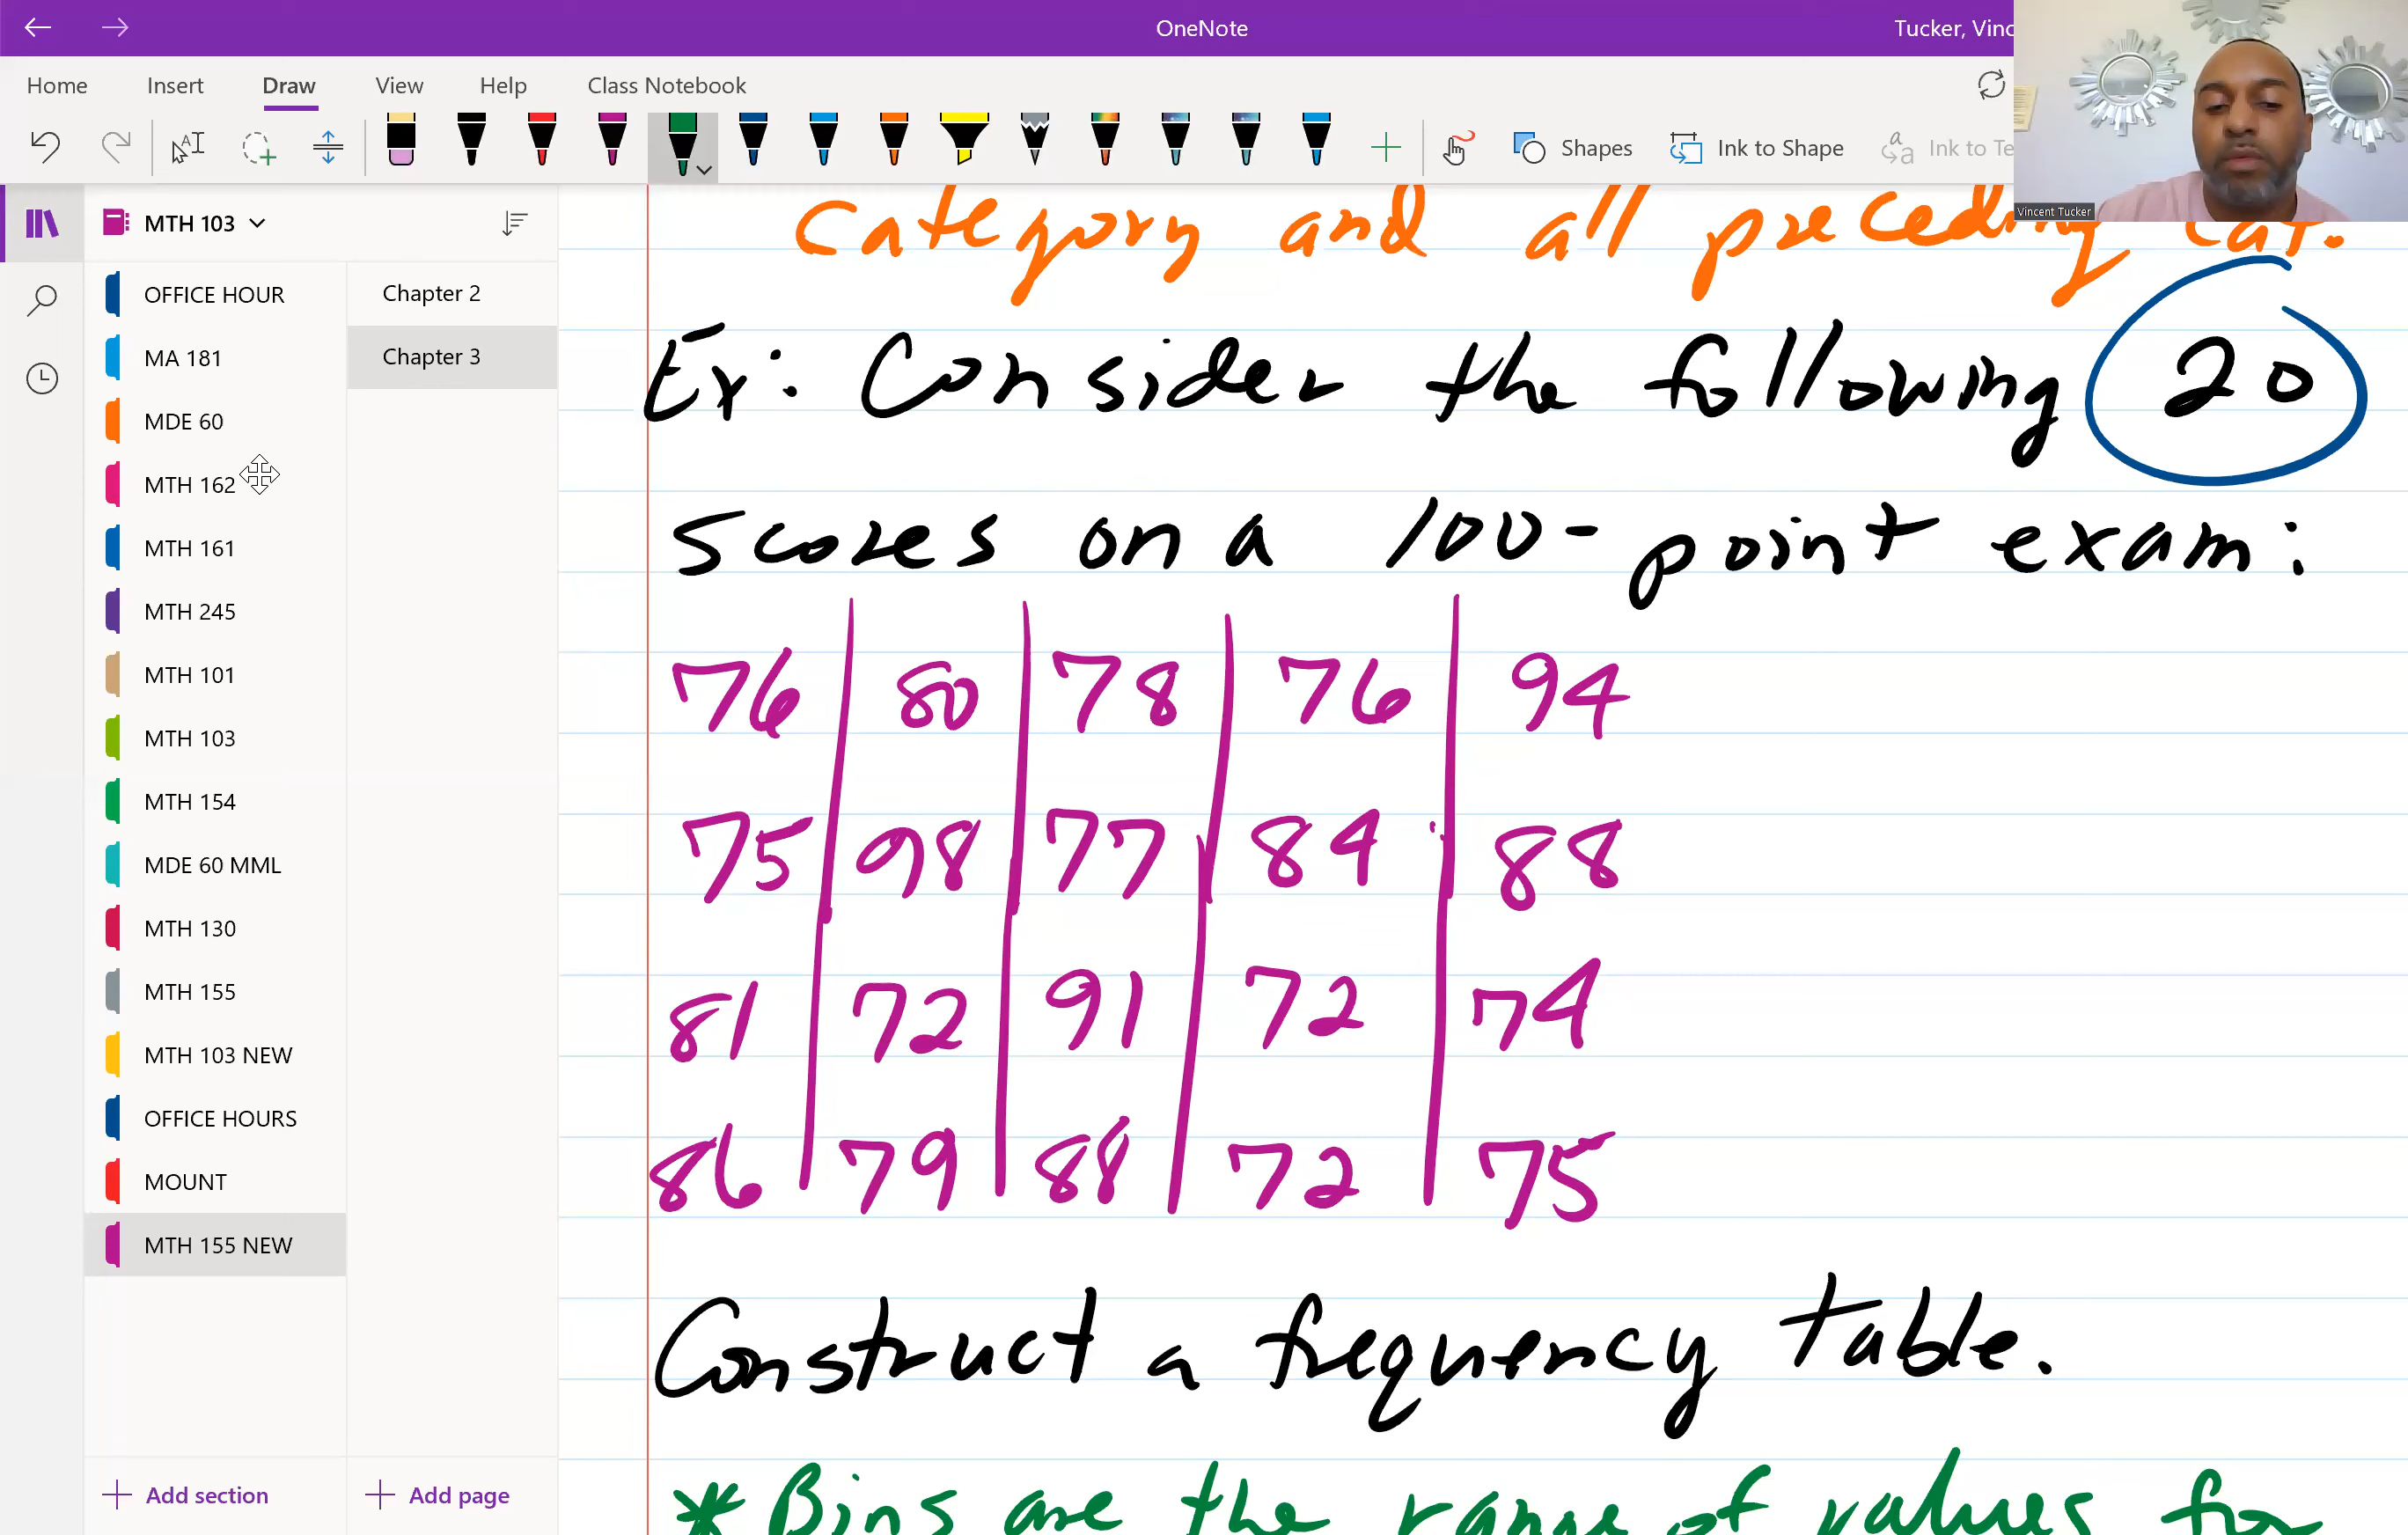 OneNote
Tucker, Vinc
Home Insert Draw View Help Class Notebook
Shapes Ink to Shape Ink to Te
Vincent Tucker
MTH 103
OFFICE HOUR
MA 181
MDE 60
MTH 162
MTH 161
MTH 245
MTH 101
MTH 103
MTH 154
MDE 60 MML
MTH 130
MTH 155
MTH 103 NEW
OFFICE HOURS
MOUNT
MTH 155 NEW
Add section
Chapter 2
Chapter 3
Add page
Category and all preceding cat.
Ex: Consider the following 20
scores on a 100-point exam:
76 80 78 76 94
75 98 77 84 88
81 72 91 72 74
86 79 88 72 75
Construct a frequency table.
* Bins are the range of values for